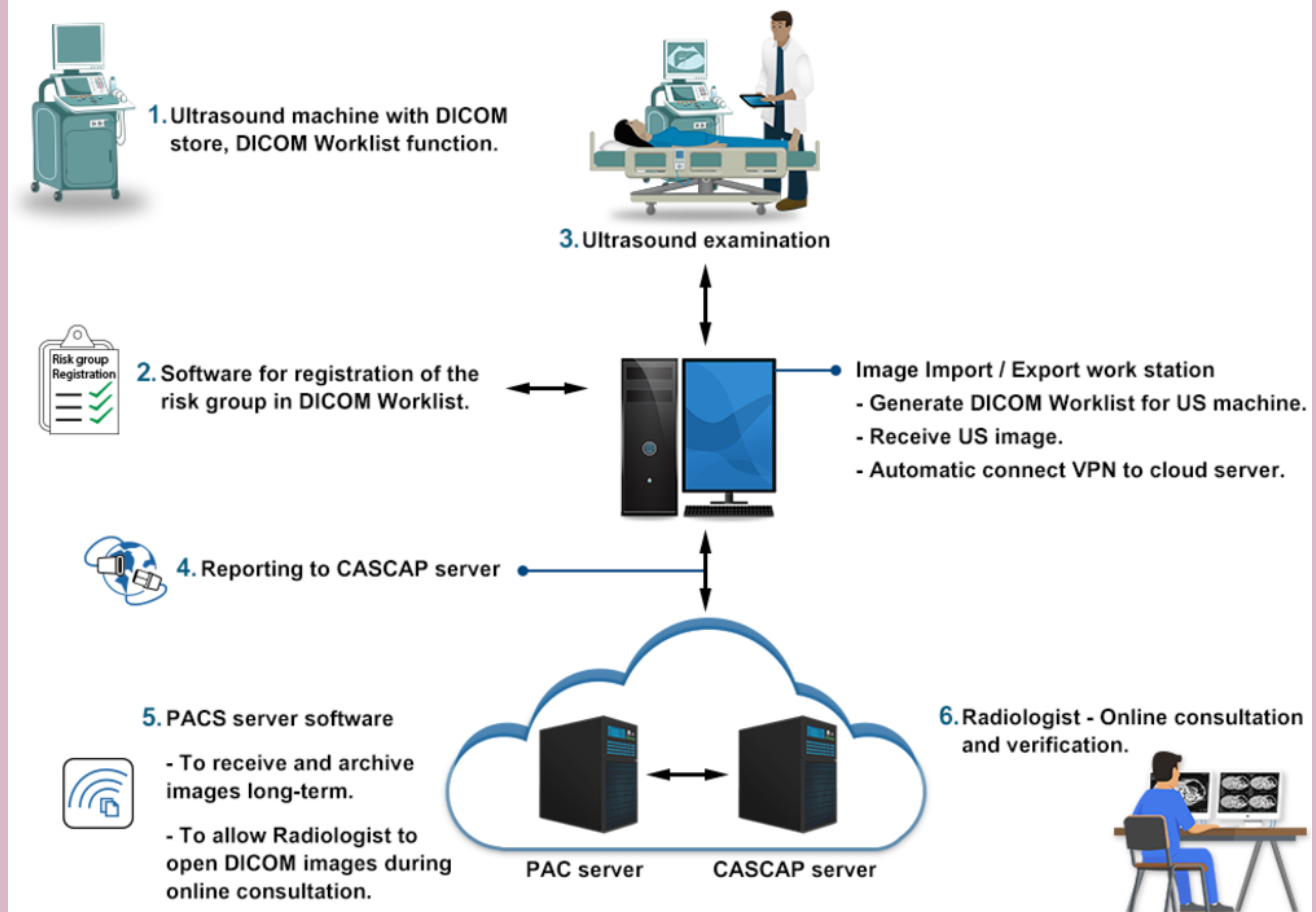 1. Ultrasound machine with DICOM
store, DICOM Worklist function.
3. Ultrasound examination
Risk group
Registration
2. Software for registration of the
risk group in DICOM Worklist.
Image Import / Export work station
- Generate DICOM Worklist for US machine.
- Receive US image.
- Automatic connect VPN to cloud server.
4. Reporting to CASCAP server
5. PACS server software
- To receive and archive
images long-term.
- To allow Radiologist to
open DICOM images during
online consultation.
PAC server
CASCAP server
6. Radiologist - Online consultation
and verification.